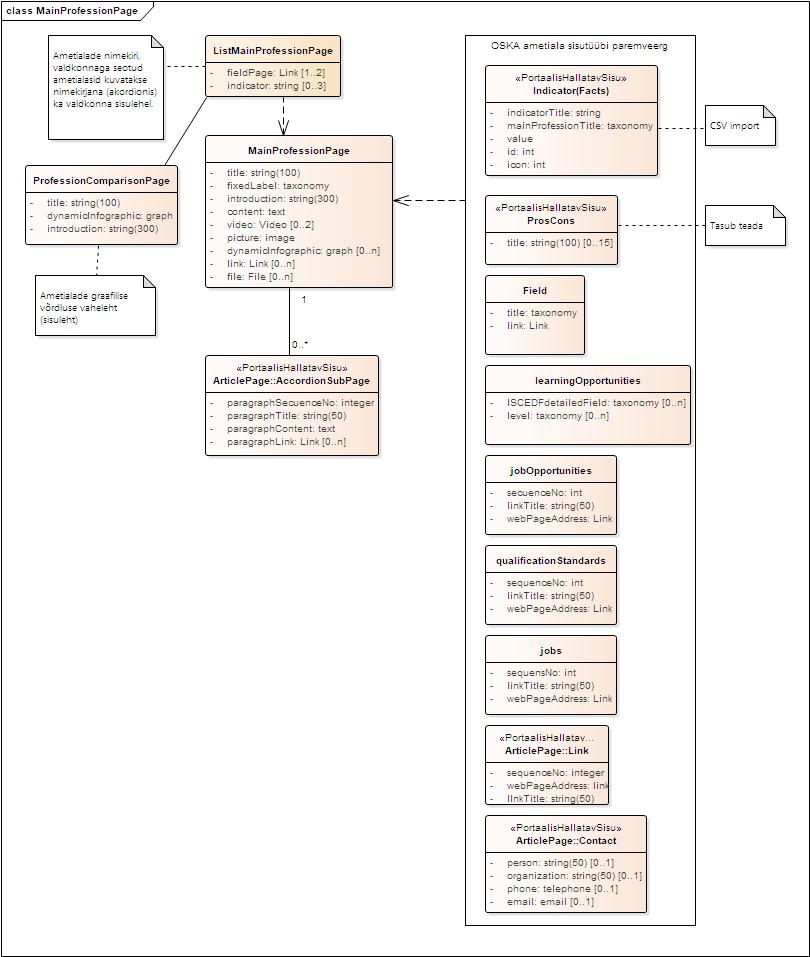 class MainProfessionPage
Ametialade nimekiri,
valdkonnaga seotud
ametialasid kuvatakse
nimekirjana (akordionis)
ka valdkonna sisulehel.
ListMainProfessionPage
- fieldPage: Link [1..2]
- indicator: string [0..3]
MainProfessionPage
- title: string(100)
- fixedLabel: taxonomy
- introduction: string(300)
- content: text
- video: Video [0..2]
- picture: image
- dynamicInfographic: graph [0..n]
- link: Link [0..n]
- file: File [0..n]
ProfessionComparisonPage
- title: string(100)
- dynamicInfographic: graph
- introduction: string(300)
Ametialade graafilise
võrdluse vaheleht
(sisuleht)
1
0..*
«PortaalisHallatavSisu»
ArticlePage::AccordionSubPage
- paragraphSecuenceNo: integer
- paragraphTitle: string(50)
- paragraphContent: text
- paragraphLink: Link [0..n]
OSKA ametiala sisutüübi paremveerg
«PortaalisHallatavSisu»
Indicator(Facts)
- indicatorTitle: string
- mainProfessionTitle: taxonomy
- value
- id: int
- icon: int
CSV import
«PortaalisHallatavSisu»
ProsCons
- title: string(100) [0..15]
Tasub teada
Field
- title: taxonomy
- link: Link
learningOpportunities
- ISCEDFdetailedField: taxonomy [0..n]
- level: taxonomy [0..n]
jobOpportunities
- secuenceNo: int
- linkTitle: string(50)
- webPageAddress: Link
qualificationStandards
- sequenceNo: int
- linkTitle: string(50)
- webPageAddress: Link
jobs
- sequensNo: int
- linkTitle: string(50)
- webPageAddress: Link
«PortaalisHallatav...
ArticlePage::Link
- sequenceNo: integer
- webPageAddress: link
- lInkTitle: string(50)
«PortaalisHallatavSisu»
ArticlePage::Contact
- person: string(50) [0..1]
- organization: string(50) [0..1]
- phone: telephone [0..1]
- email: email [0..1]